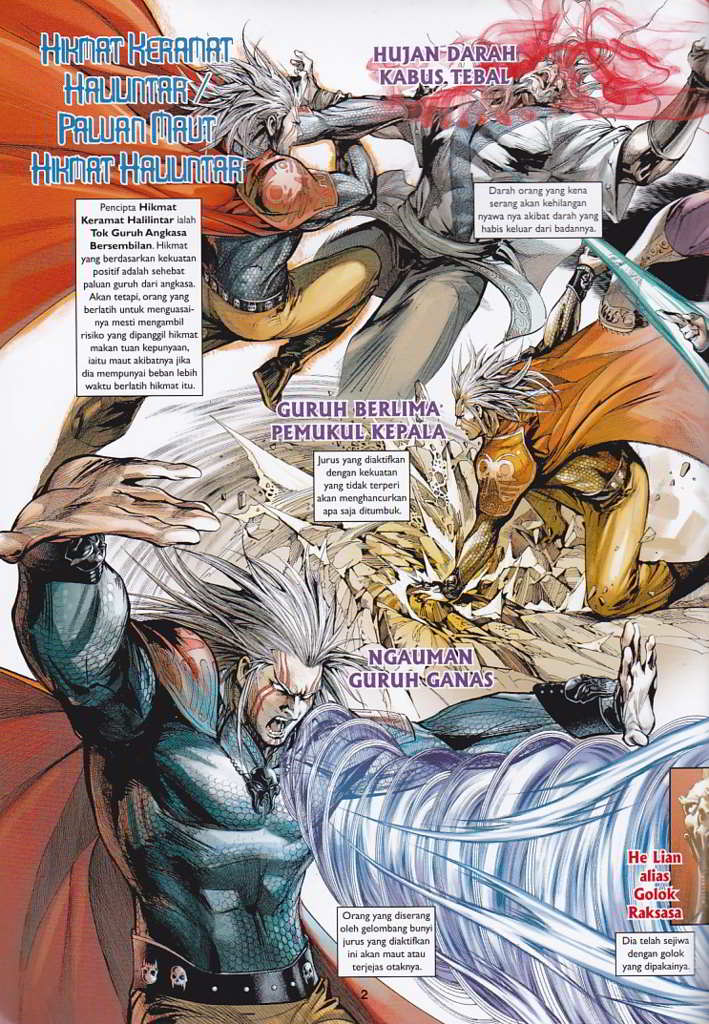 HIKMAT KERAMAT
HALILINTAR /
PALUAN MAUT
HIKMAT HALILINTAR
Pencipta Hikmat
Keramat Halilintar ialah
Tok Guruh Angkasa
Bersembilan. Hikmat
yang berdasarkan kekuatan
positif adalah sehebat
paluan guruh dari angkasa.
Akan tetapi, orang yang
berlatih untuk menguasai-
nya mesti mengambil
risiko yang dipanggil hikmat
makan tuan kepunyaan,
iaitu maut akibatnya jika
dia mempunyai beban lebih
waktu berlatih hikmat itu.
HUJAN DARAH
KABUS TEBAL
Darah orang yang kena
serang akan kehilangan
nyawa nya akibat darah yang
habis keluar dari badannya.
GURUH BERLIMA
PEMUKUL KEPALA
Jurus yang diaktifkan
dengan kekuatan
yang tidak terperi
akan menghancurkan
apa saja ditumbuk.
NGAUMAN
GURUH GANAS
Orang yang diserang
oleh gelombang bunyi
jurus yang diaktifkan
ini akan maut atau
terjejas otaknya.
He Lian
alias
Golok
Raksasa
Dia telah sejiwa
dengan golok
yang dipakainya.
2